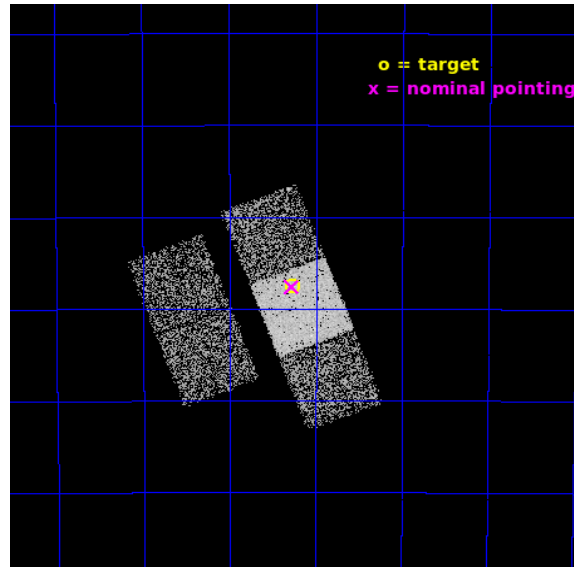 o = target
x = nominal pointing